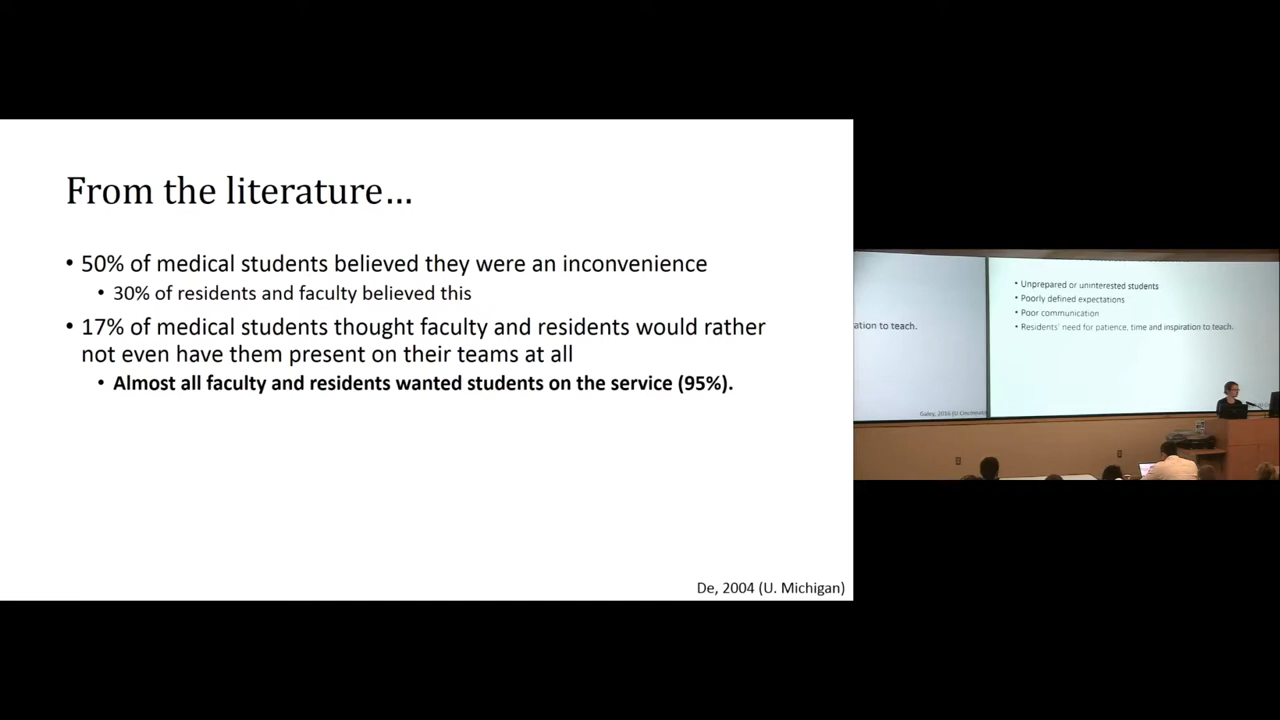 From the literature…
• 50% of medical students believed they were an inconvenience
• 30% of residents and faculty believed this
• 17% of medical students thought faculty and residents would rather
not even have them present on their teams at all
• Almost all faculty and residents wanted students on the service (95%).
De, 2004 (U. Michigan)
ation to teach.
Galey, 2016 (U Cincinnati
• Unprepared or uninterested students
• Poorly defined expectations
• Poor communication
• Residents' need for patience, time and inspiration to teach.